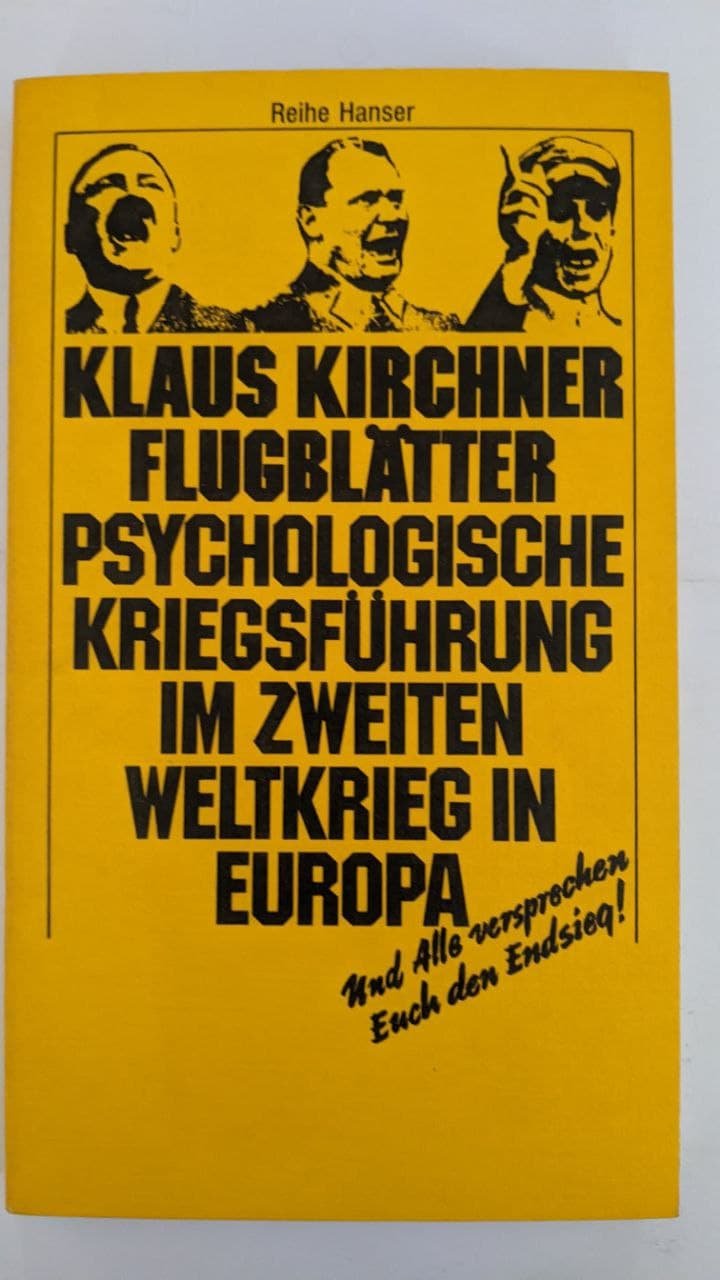 Reihe Hanser
KLAUS KIRCHNER
FLUGBLÄTTER
PSYCHOLOGISCHE
KRIEGSFÜHRUNG
IM ZWEITEN
WELTKRIEG IN
EUROPA
Und Alle versprechen
Euch den Endsieg!